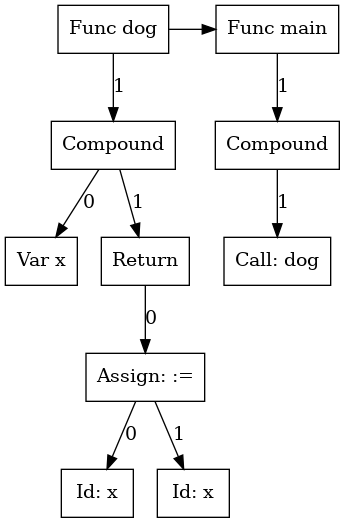 Func dog
Func main
1
1
Compound
Compound
0
1
1
Var x
Return
Call: dog
0
Assign: :=
0
1
Id: x
Id: x